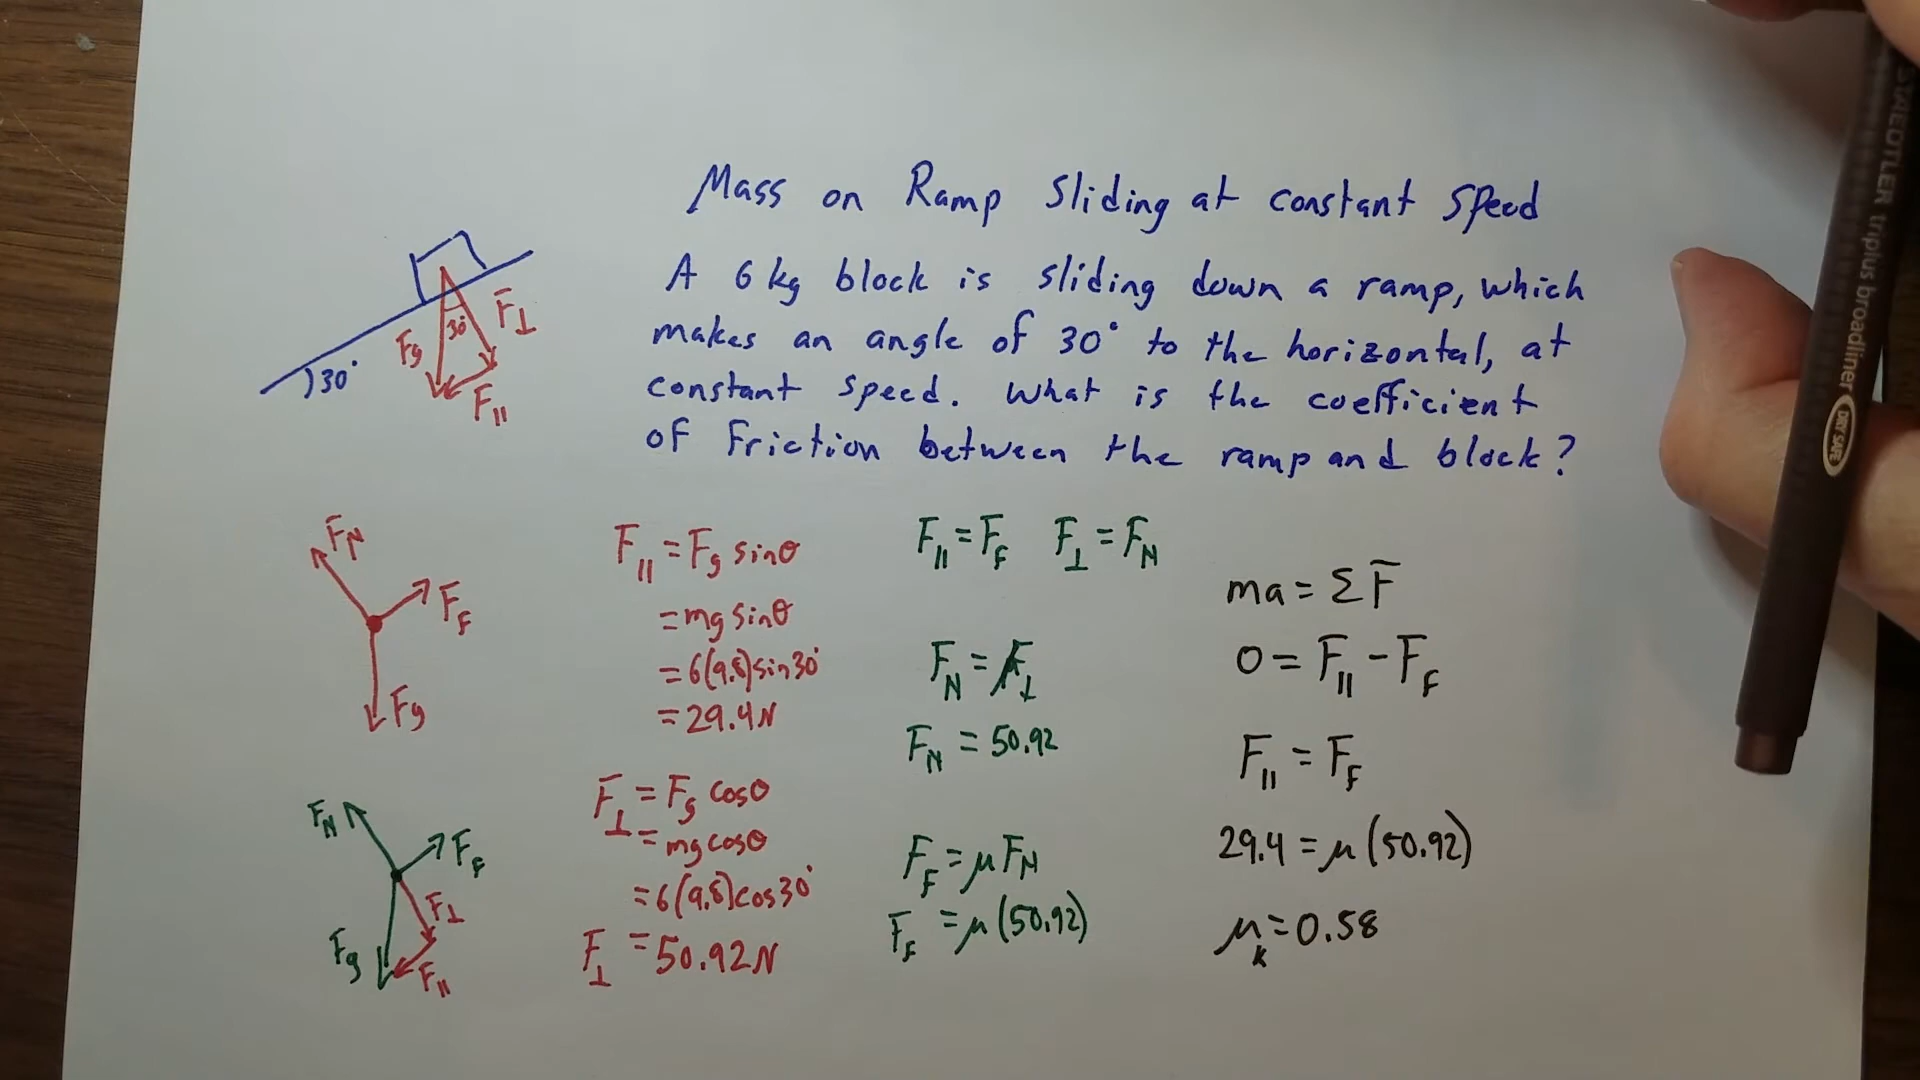 Mass on Ramp Sliding at constant speed
A 6 kg block is sliding down a ramp, which
makes an angle of 30° to the horizontal, at
constant speed. What is the coefficient
of Friction between the ramp and block?
Fg
30°
F⊥
F||
30°
FN
FF
Fg
FN
FF
F⊥
Fg
F||
F|| = Fg sinθ
= mg sinθ
= 6(9.8)sin30°
= 29.4N
F⊥ = Fg cosθ
= mg cosθ
= 6(9.8)cos30°
F⊥ = 50.92N
F|| = FF F⊥ = FN
FN = F⊥
FN = 50.92
FF = μFN
FF = μ(50.92)
ma = ΣF
0 = F|| - FF
F|| = FF
29.4 = μ(50.92)
μk = 0.58
STAEDTLER triplus broadliner
DRY SAFE